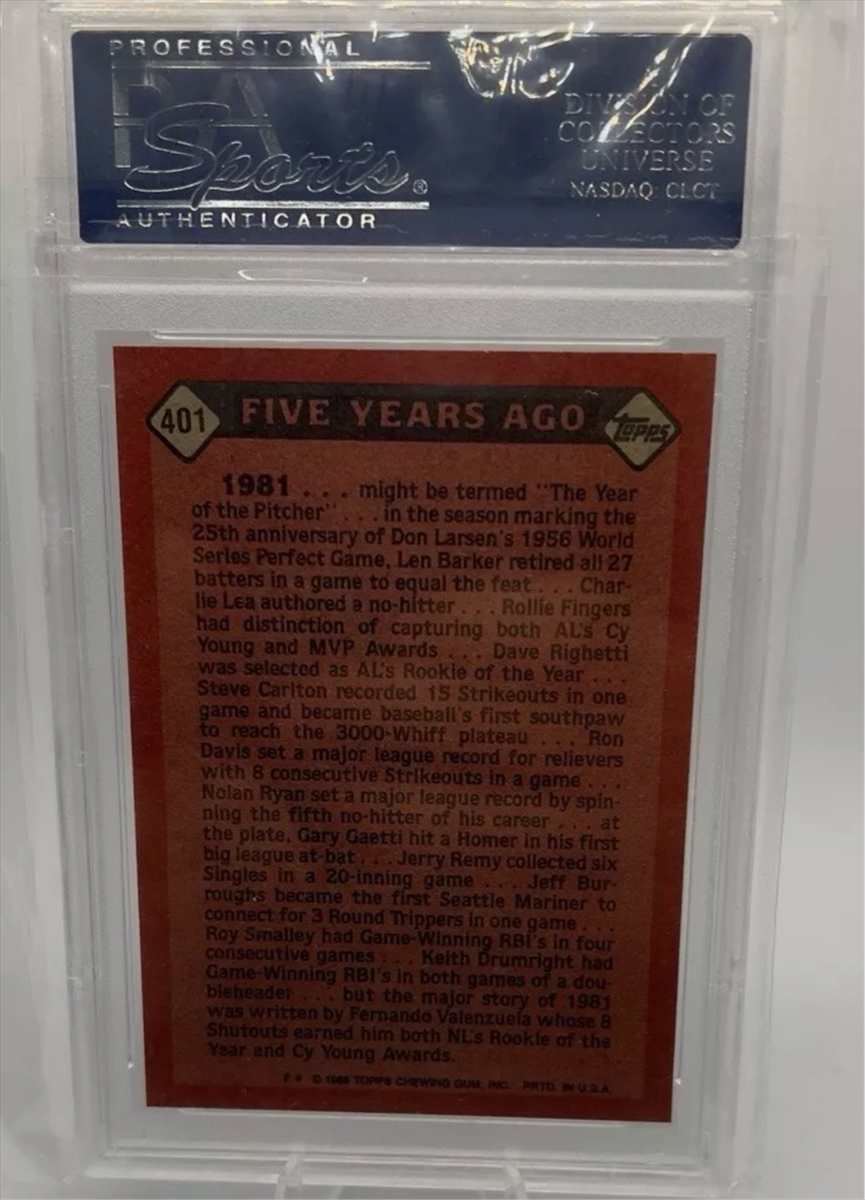 PROFESSIONAL
PSA
Sports®
AUTHENTICATOR
DIVISION OF
COLLECTORS
UNIVERSE
NASDAQ: CLCT
401 FIVE YEARS AGO topps
1981 . . . might be termed "The Year
of the Pitcher" . . . in the season marking the
25th anniversary of Don Larsen's 1956 World
Series Perfect Game, Len Barker retired all 27
batters in a game to equal the feat . . . Char-
lie Lea authored a no-hitter . . . Rollie Fingers
had distinction of capturing both AL's Cy
Young and MVP Awards . . . Dave Righetti
was selected as AL's Rookie of the Year . . .
Steve Carlton recorded 15 Strikeouts in one
game and became baseball's first southpaw
to reach the 3000-Whiff plateau . . . Ron
Davis set a major league record for relievers
with 8 consecutive Strikeouts in a game . . .
Nolan Ryan set a major league record by spin-
ning the fifth no-hitter of his career . . . at
the plate, Gary Gaetti hit a Homer in his first
big league at-bat . . . Jerry Remy collected six
Singles in a 20-inning game . . . Jeff Bur-
roughs became the first Seattle Mariner to
connect for 3 Round Trippers in one game . . .
Roy Smalley had Game-Winning RBI's in four
consecutive games . . . Keith Drumright had
Game-Winning RBI's in both games of a dou-
bleheader . . . but the major story of 1981
was written by Fernando Valenzuela whose 8
Shutouts earned him both NL's Rookie of the
Year and Cy Young Awards.
F * © 1986 TOPPS CHEWING GUM, INC. PRTD. IN U.S.A.